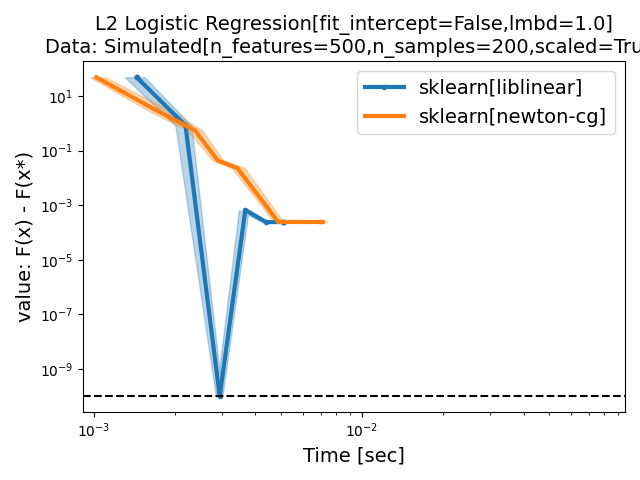 L2 Logistic Regression[fit_intercept=False,lmbd=1.0]
Data: Simulated[n_features=500,n_samples=200,scaled=Tru
sklearn[liblinear]
sklearn[newton-cg]
value: F(x) - F(x*)
10¹
10⁻¹
10⁻³
10⁻⁵
10⁻⁷
10⁻⁹
10⁻³
10⁻²
Time [sec]